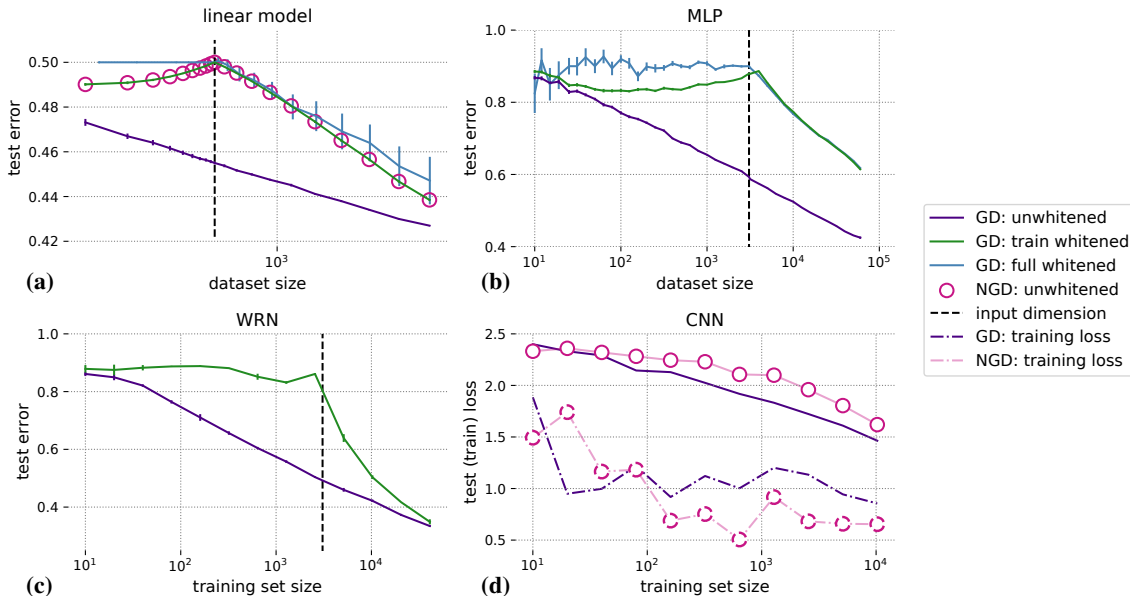 linear model
0.50
0.48
0.46
0.44
0.42
test error
10³
(a)
dataset size
MLP
1.0
0.8
0.6
0.4
test error
10¹
10²
10³
10⁴
10⁵
(b)
dataset size
GD: unwhitened
GD: train whitened
GD: full whitened
NGD: unwhitened
input dimension
GD: training loss
NGD: training loss
WRN
1.0
0.8
0.6
0.4
test error
10¹
10²
10³
10⁴
(c)
training set size
CNN
2.5
2.0
1.5
1.0
0.5
test (train) loss
10¹
10²
10³
10⁴
(d)
training set size